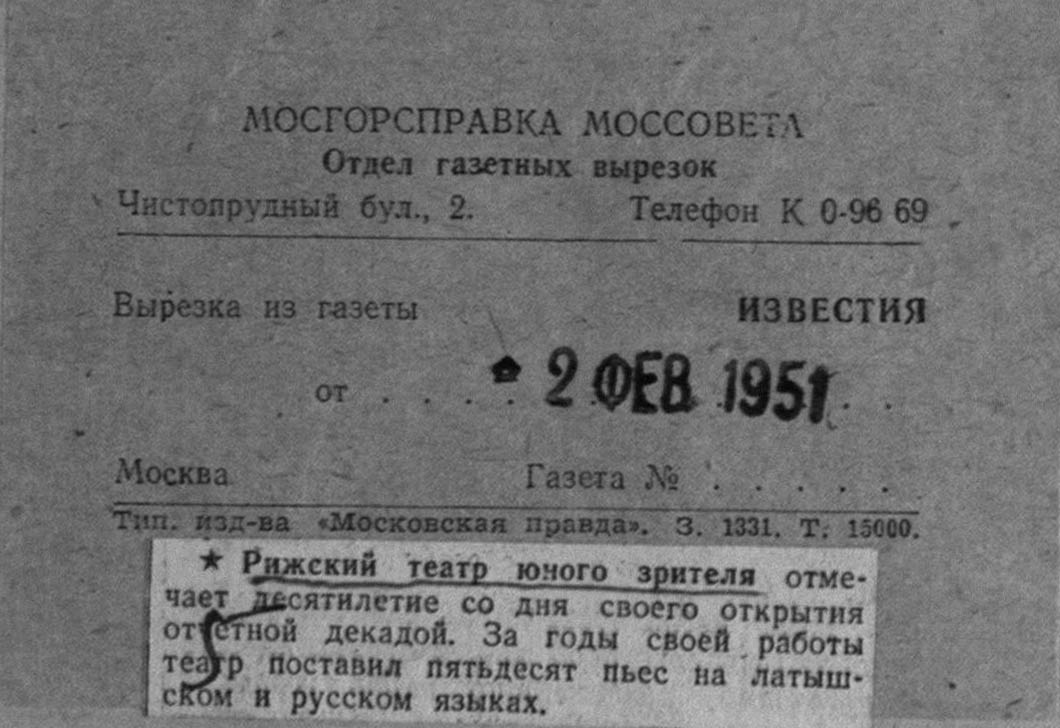 МОСГОРСПРАВКА МОССОВЕТА
Отдел газетных вырезок
Чистопрудный бул., 2. Телефон К 0-96 69
Вырезка из газеты ИЗВЕСТИЯ
от . . . . 2 ФЕВ 1951 . .
Москва Газета № . . . . .
Тип. изд-ва «Московская правда». З. 1331. Т. 15000.
★ Рижский театр юного зрителя отме-
чает десятилетие со дня своего открытия
отчетной декадой. За годы своей работы
театр поставил пятьдесят пьес на латыш-
ском и русском языках.